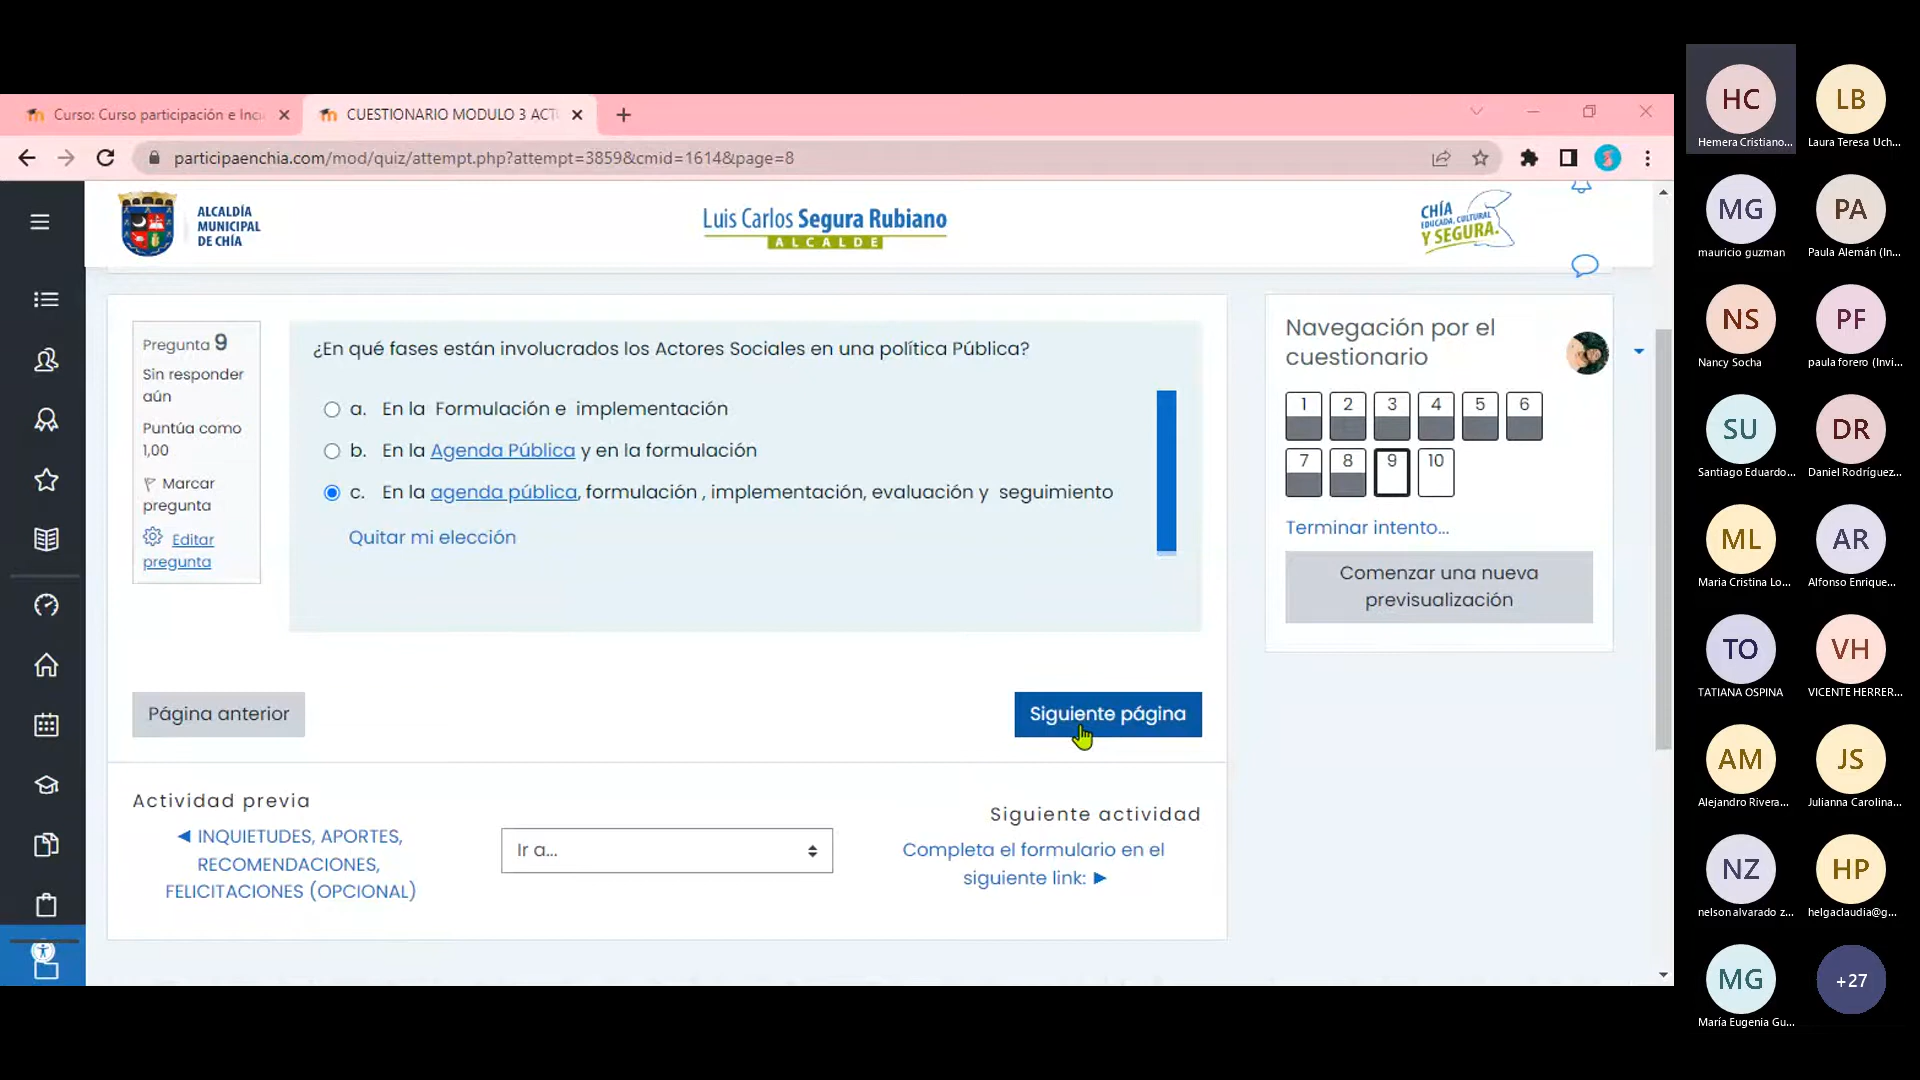 Curso: Curso participación e Inci
CUESTIONARIO MODULO 3 ACT
participaenchia.com/mod/quiz/attempt.php?attempt=3859&cmid=1614&page=8
ALCALDÍA
MUNICIPAL
DE CHÍA
Luis Carlos Segura Rubiano
ALCALDE
CHÍA
EDUCADA, CULTURAL
Y SEGURA.
Pregunta 9
Sin responder
aún
Puntúa como
1,00
Marcar
pregunta
Editar
pregunta
¿En qué fases están involucrados los Actores Sociales en una política Pública?
a. En la Formulación e implementación
b. En la Agenda Pública y en la formulación
c. En la agenda pública, formulación , implementación, evaluación y seguimiento
Quitar mi elección
Página anterior
Siguiente página
Actividad previa
◄ INQUIETUDES, APORTES,
RECOMENDACIONES,
FELICITACIONES (OPCIONAL)
Ir a...
Siguiente actividad
Completa el formulario en el
siguiente link: ►
Navegación por el
cuestionario
1 2 3 4 5 6
7 8 9 10
Terminar intento...
Comenzar una nueva
previsualización
HC LB
Hemera Cristiano... Laura Teresa Uch...
MG PA
mauricio guzman Paula Alemán (In...
NS PF
Nancy Socha paula forero (Invi...
SU DR
Santiago Eduardo... Daniel Rodríguez...
ML AR
Maria Cristina Lo... Alfonso Enrique...
TO VH
TATIANA OSPINA VICENTE HERRER...
AM JS
Alejandro Rivera... Julianna Carolina...
NZ HP
nelson alvarado z... helgaclaudia@g...
MG +27
María Eugenia Gu...